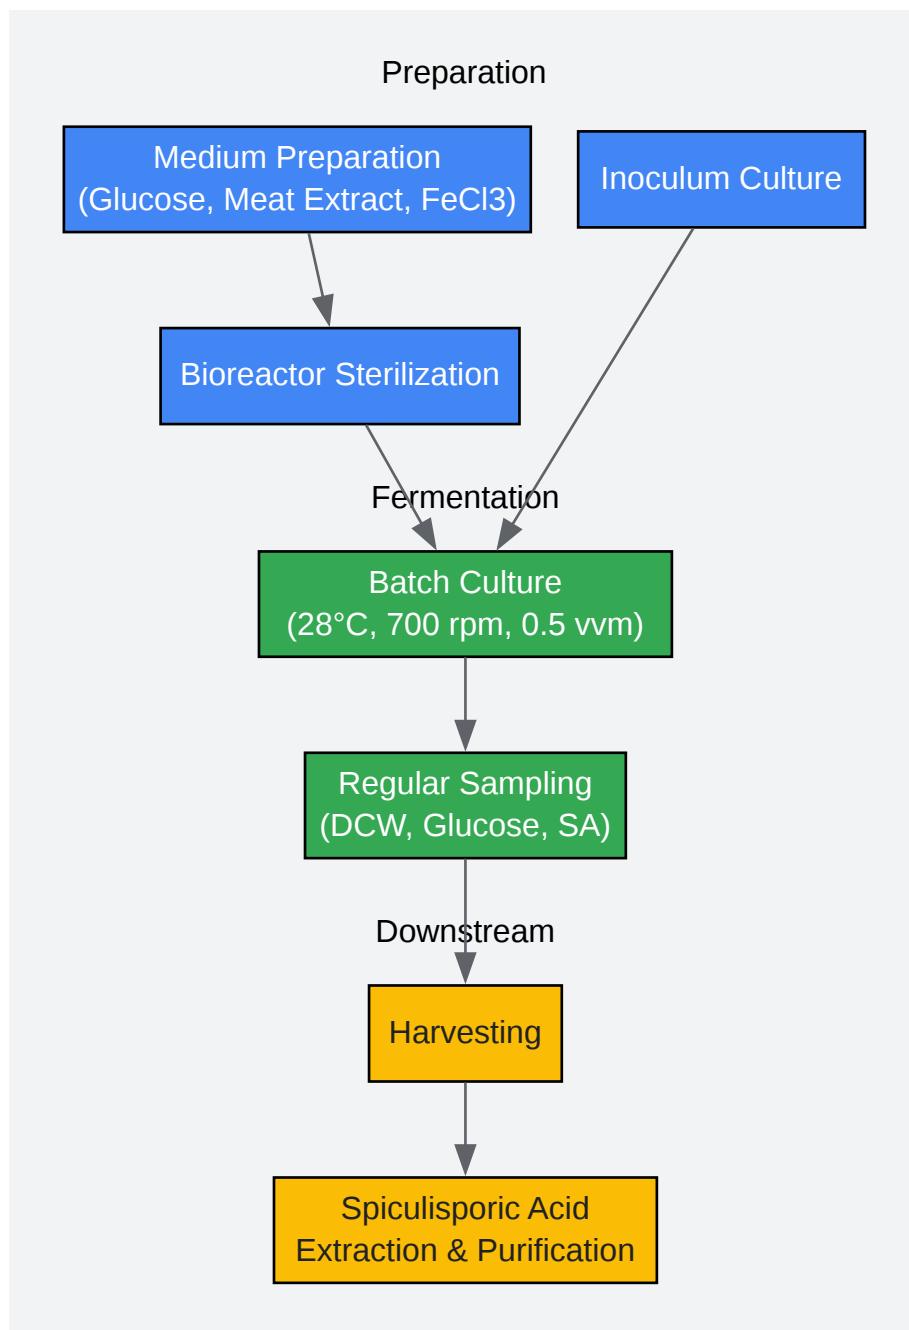 Preparation
Medium Preparation
(Glucose, Meat Extract, FeCl3)
Inoculum Culture
Bioreactor Sterilization
Fermentation
Batch Culture
(28°C, 700 rpm, 0.5 vvm)
Regular Sampling
(DCW, Glucose, SA)
Downstream
Harvesting
Spiculisporic Acid
Extraction & Purification